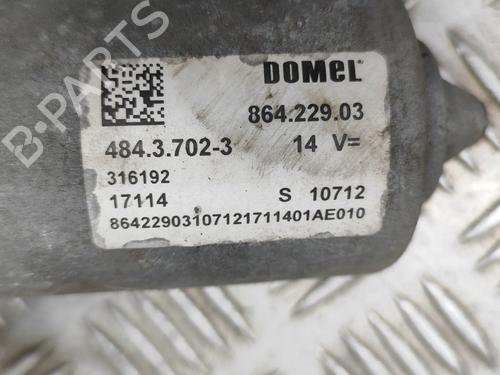 DOMEL
864.229.03
484.3.702-3 14 V=
316192
17114 S 10712
86422903107121711401AE010
B-PARTS